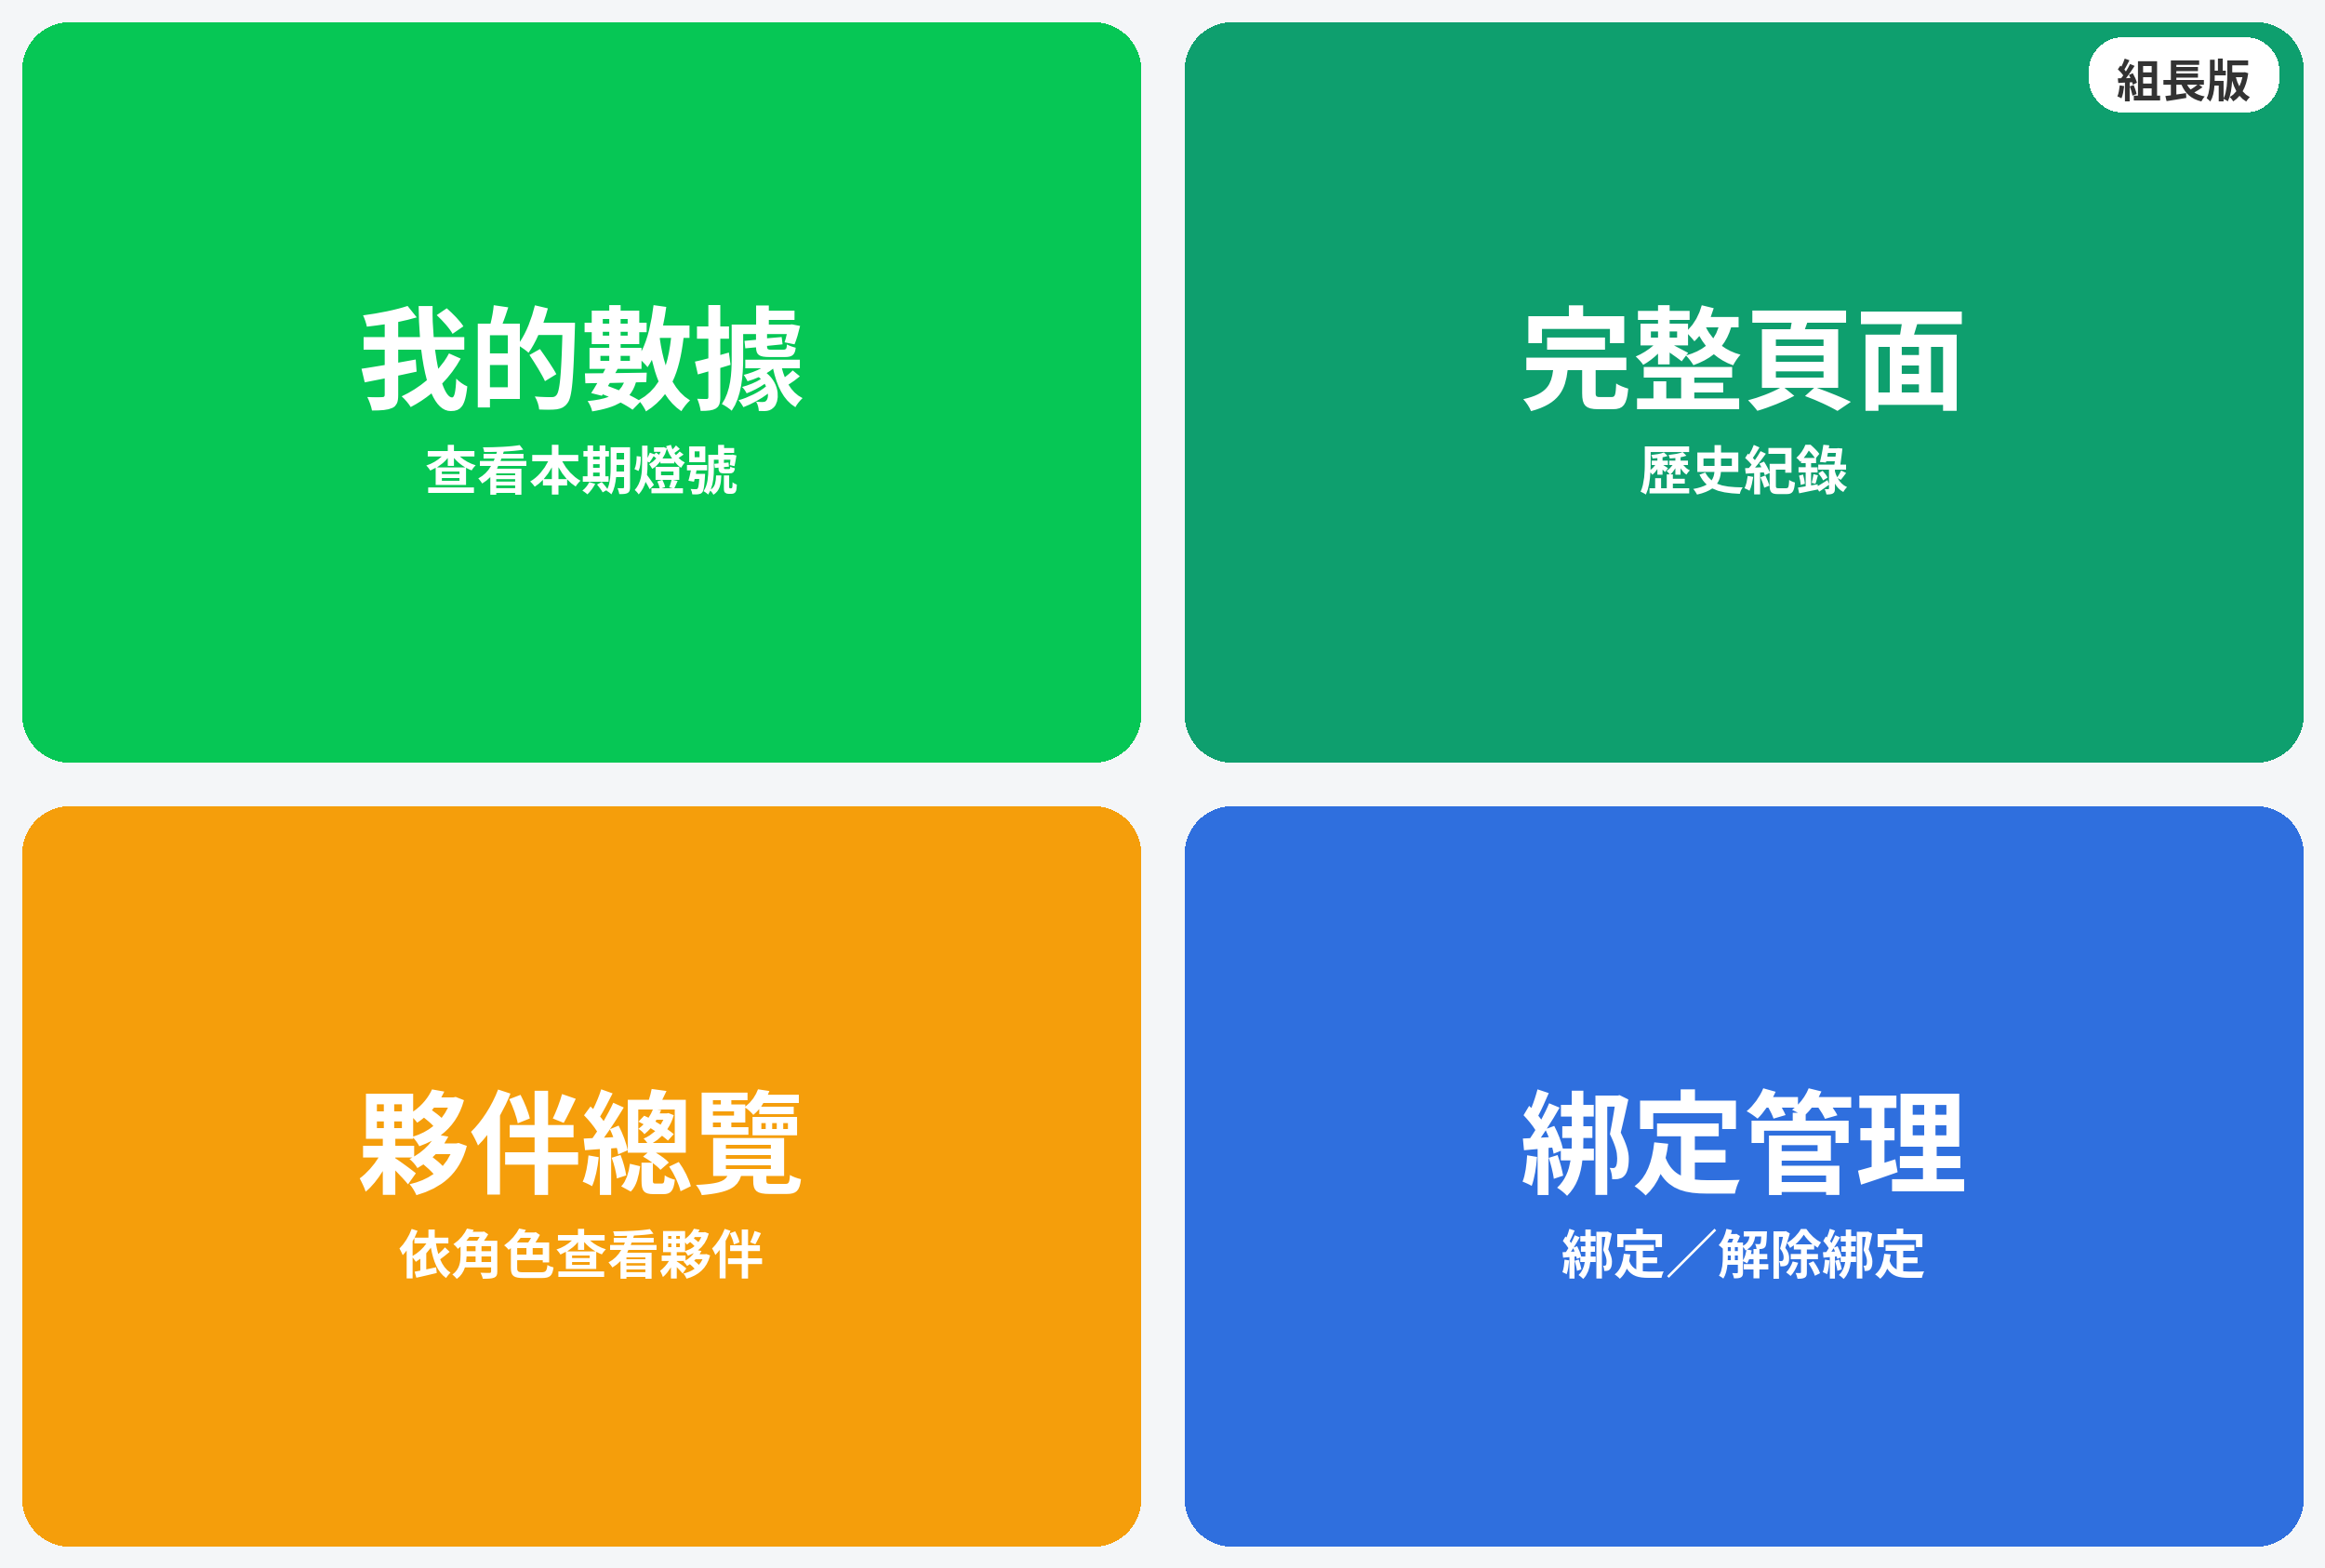 組長版
我的數據
查看本期燃脂號
完整頁面
歷史紀錄
夥伴總覽
依角色查看夥伴
綁定管理
綁定／解除綁定